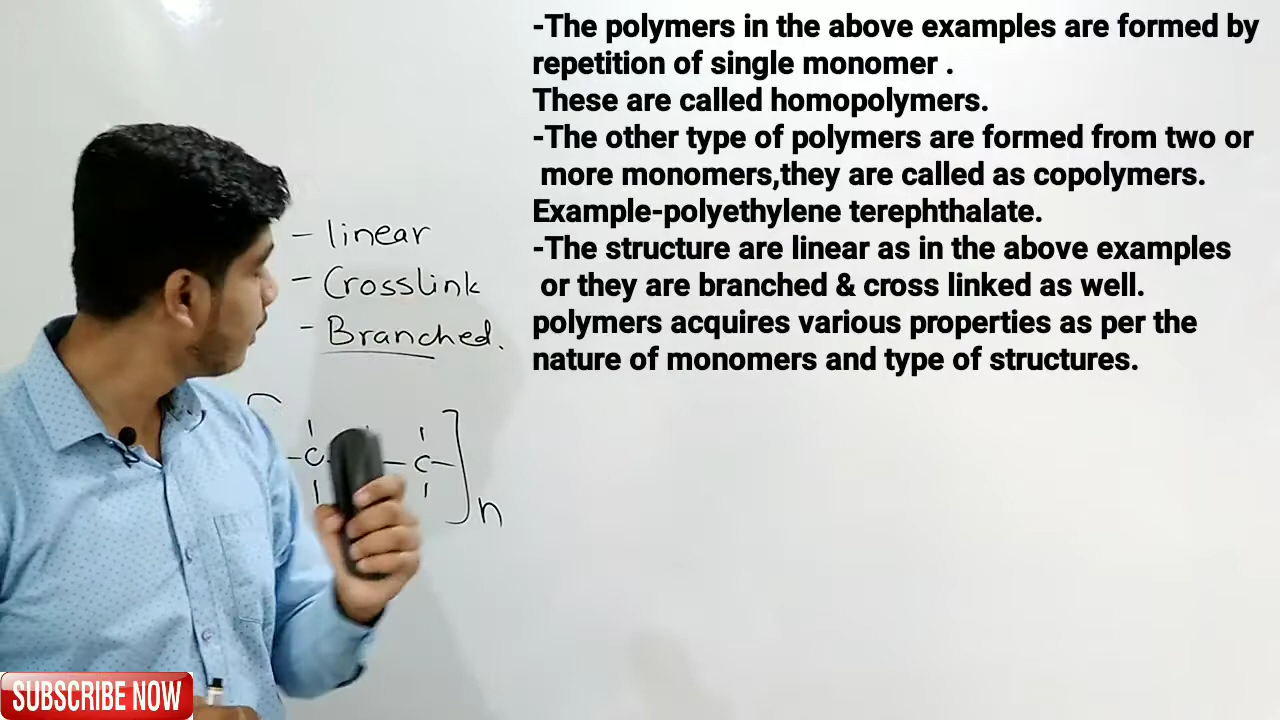 -The polymers in the above examples are formed by
repetition of single monomer .
These are called homopolymers.
-The other type of polymers are formed from two or
more monomers,they are called as copolymers.
Example-polyethylene terephthalate.
-The structure are linear as in the above examples
or they are branched & cross linked as well.
polymers acquires various properties as per the
nature of monomers and type of structures.
- linear
- Crosslink
- Branched.
-C- -C-
]n
SUBSCRIBE NOW